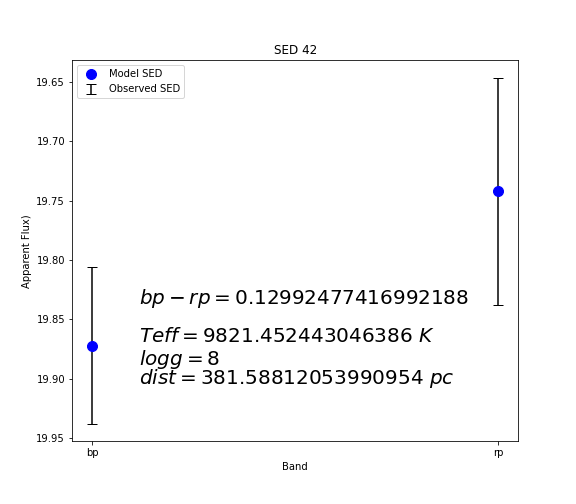 SED 42
Model SED
Observed SED
19.65
19.70
19.75
19.80
19.85
19.90
19.95
Apparent Flux)
bp − rp = 0.12992477416992188
Teff = 9821.452443046386 K
logg = 8
dist = 381.58812053990954 pc
bp
rp
Band